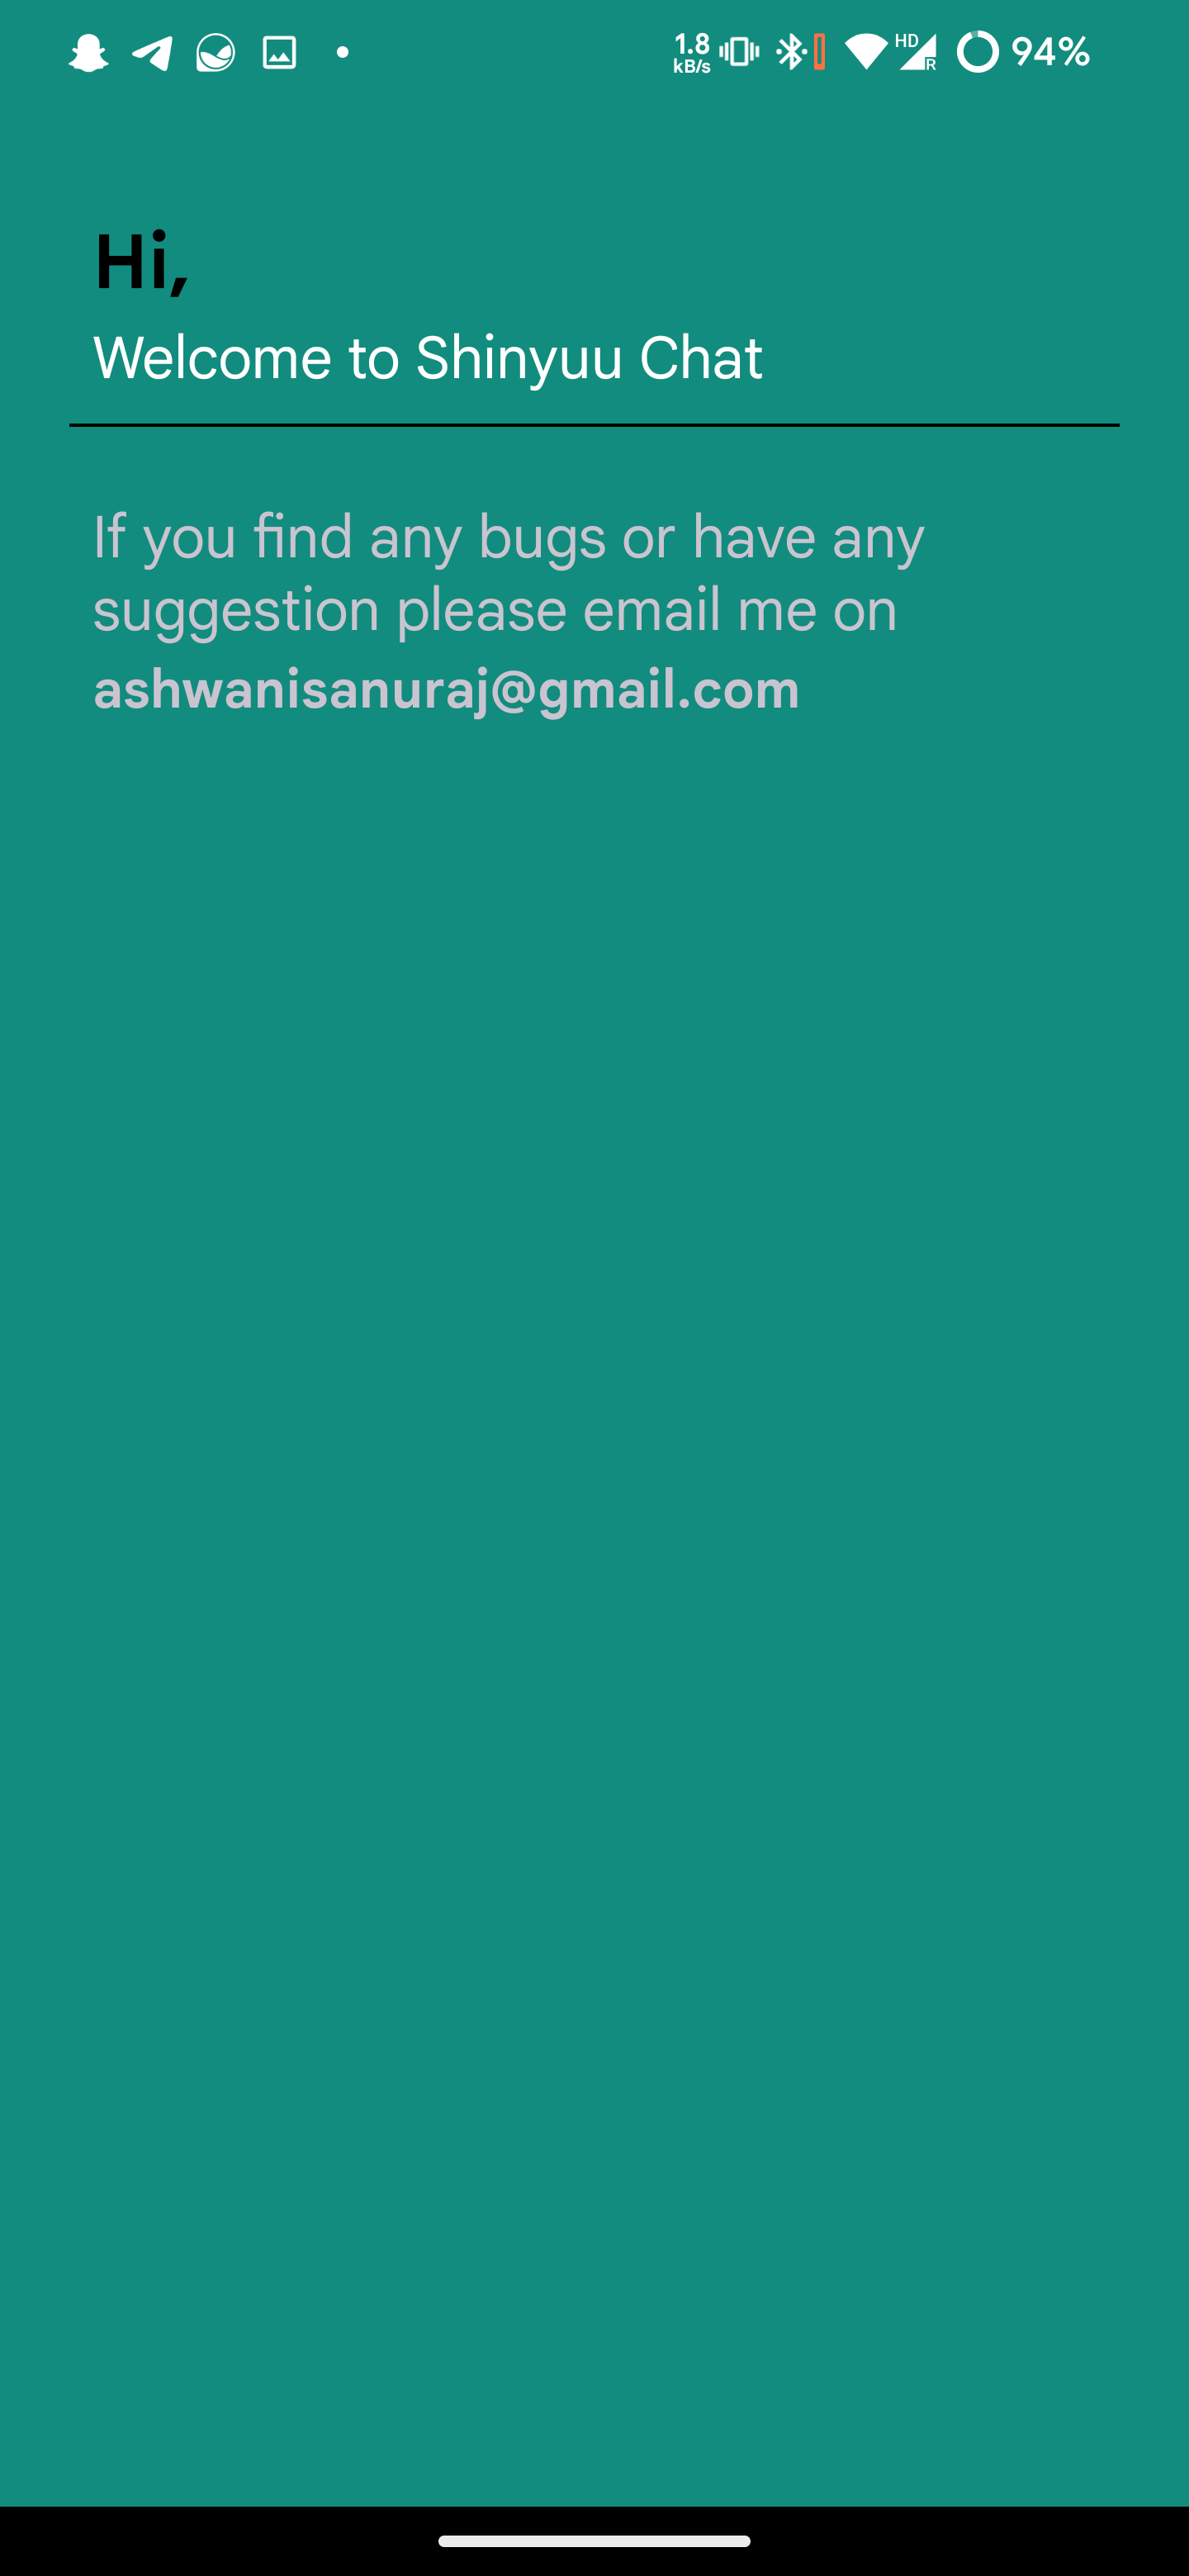 1.8
kB/s
HD
R
94%
Hi,
Welcome to Shinyuu Chat
If you find any bugs or have any
suggestion please email me on
ashwanisanuraj@gmail.com